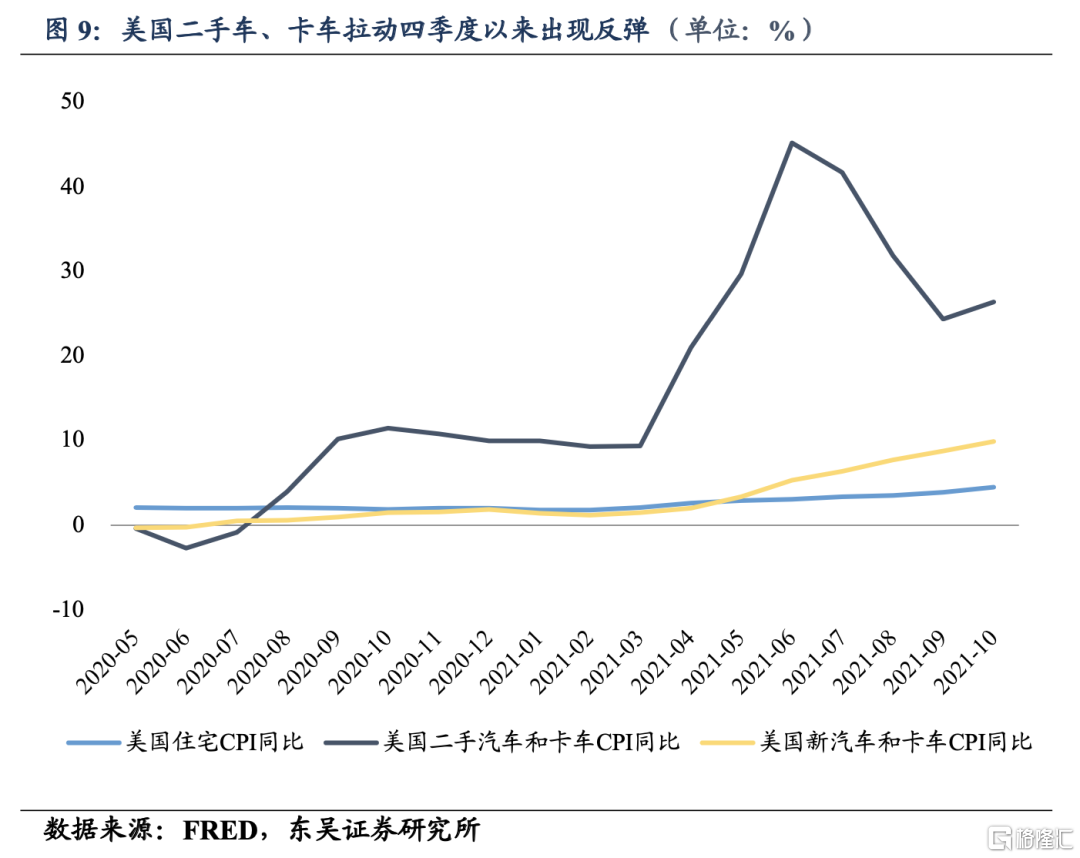 图 9：美国二手车、卡车拉动四季度以来出现反弹（单位：%）
50
40
30
20
10
0
-10
2020-05 2020-06 2020-07 2020-08 2020-09 2020-10 2020-11 2020-12 2021-01 2021-02 2021-03 2021-04 2021-05 2021-06 2021-07 2021-08 2021-09 2021-10
美国住宅CPI同比 美国二手汽车和卡车CPI同比 美国新汽车和卡车CPI同比
数据来源：FRED，东吴证券研究所
格隆汇